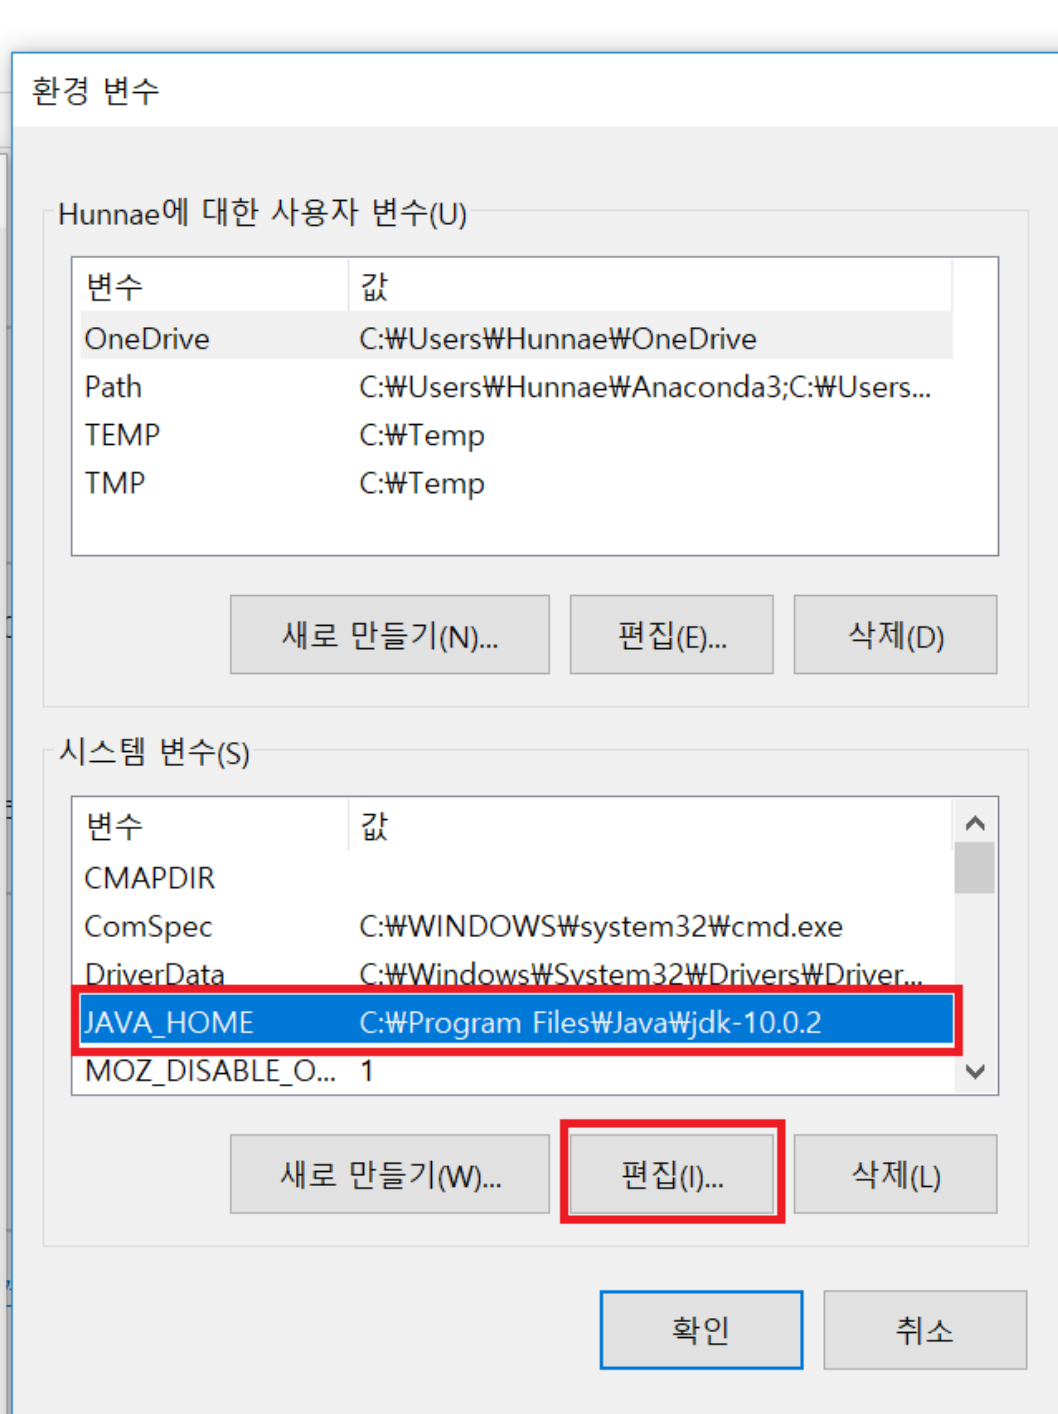 환경 변수
Hunnae에 대한 사용자 변수(U)
변수 값
OneDrive C:₩Users₩Hunnae₩OneDrive
Path C:₩Users₩Hunnae₩Anaconda3;C:₩Users...
TEMP C:₩Temp
TMP C:₩Temp
새로 만들기(N)... 편집(E)... 삭제(D)
시스템 변수(S)
변수 값
CMAPDIR
ComSpec C:₩WINDOWS₩system32₩cmd.exe
DriverData C:₩Windows₩System32₩Drivers₩Driver...
JAVA_HOME C:₩Program Files₩Java₩jdk-10.0.2
MOZ_DISABLE_O... 1
새로 만들기(W)... 편집(I)... 삭제(L)
확인 취소